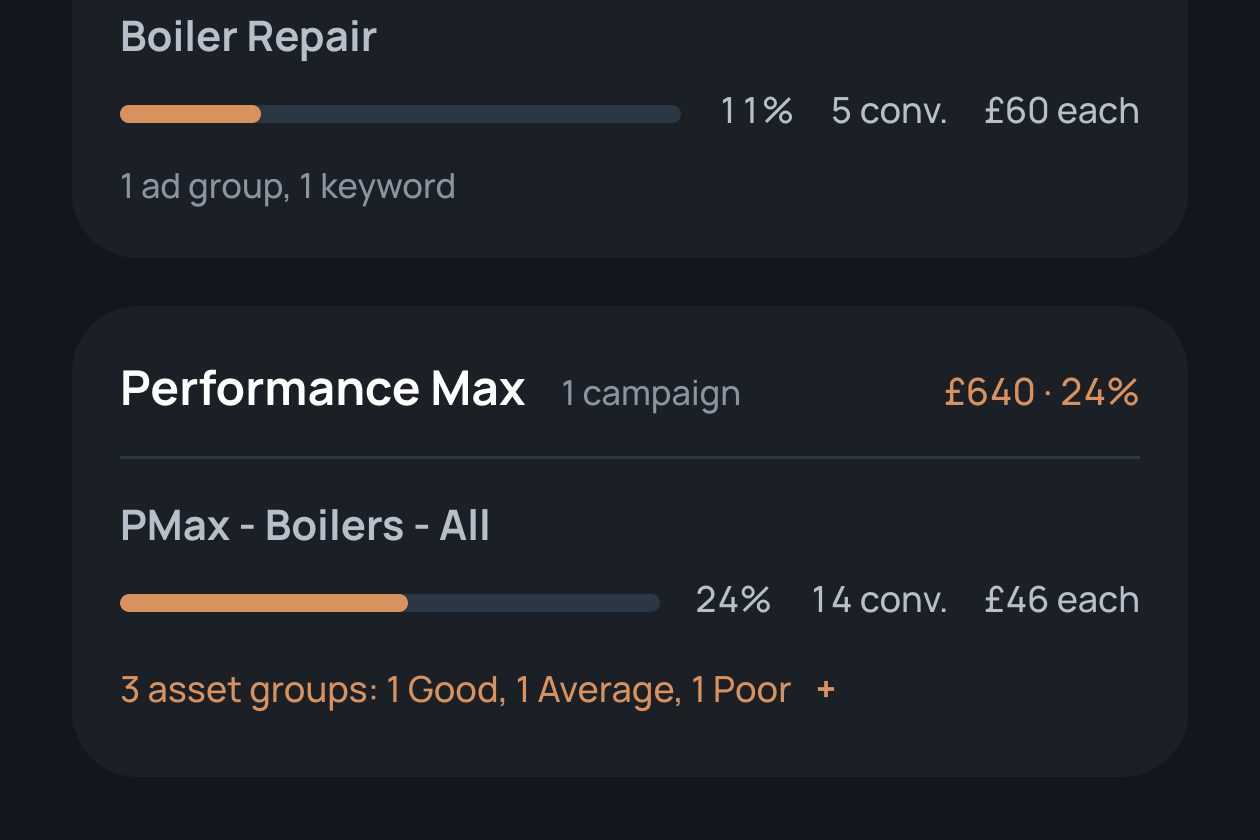 Boiler Repair
11% 5 conv. £60 each
1 ad group, 1 keyword
Performance Max 1 campaign £640 · 24%
PMax - Boilers - All
24% 14 conv. £46 each
3 asset groups: 1 Good, 1 Average, 1 Poor +